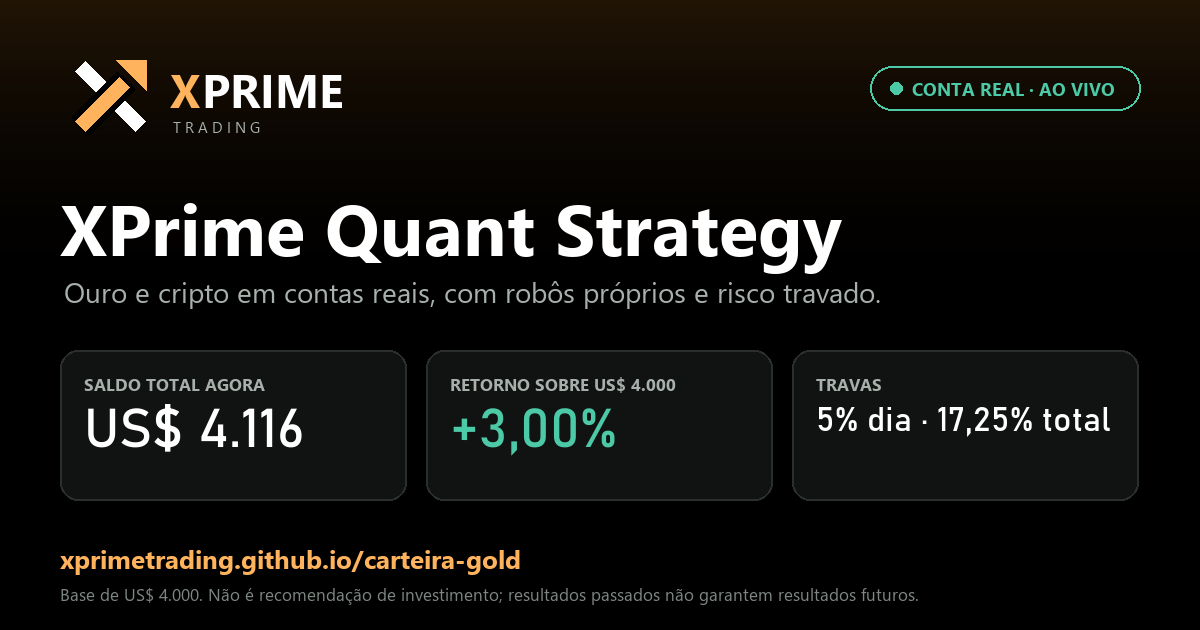 XPRIME
TRADING
CONTA REAL · AO VIVO
XPrime Quant Strategy
Ouro e cripto em contas reais, com robôs próprios e risco travado.
SALDO TOTAL AGORA
US$ 4.116
RETORNO SOBRE US$ 4.000
+3,00%
TRAVAS
5% dia · 17,25% total
xprimetrading.github.io/carteira-gold
Base de US$ 4.000. Não é recomendação de investimento; resultados passados não garantem resultados futuros.